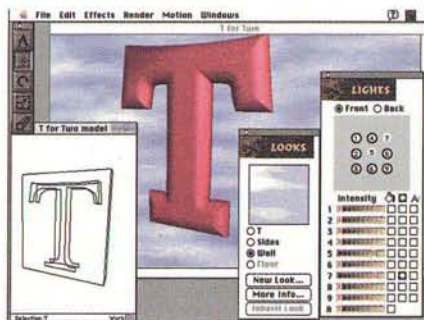 File Edit Effects Render Motion Windows
T for Two
T
A
T for Two model
T
LOOKS
T
Sides
Wall
Floor
New Look...
More Info...
LIGHTS
Front Back
Intensity
1
2
3
4
5
6
7
8
9